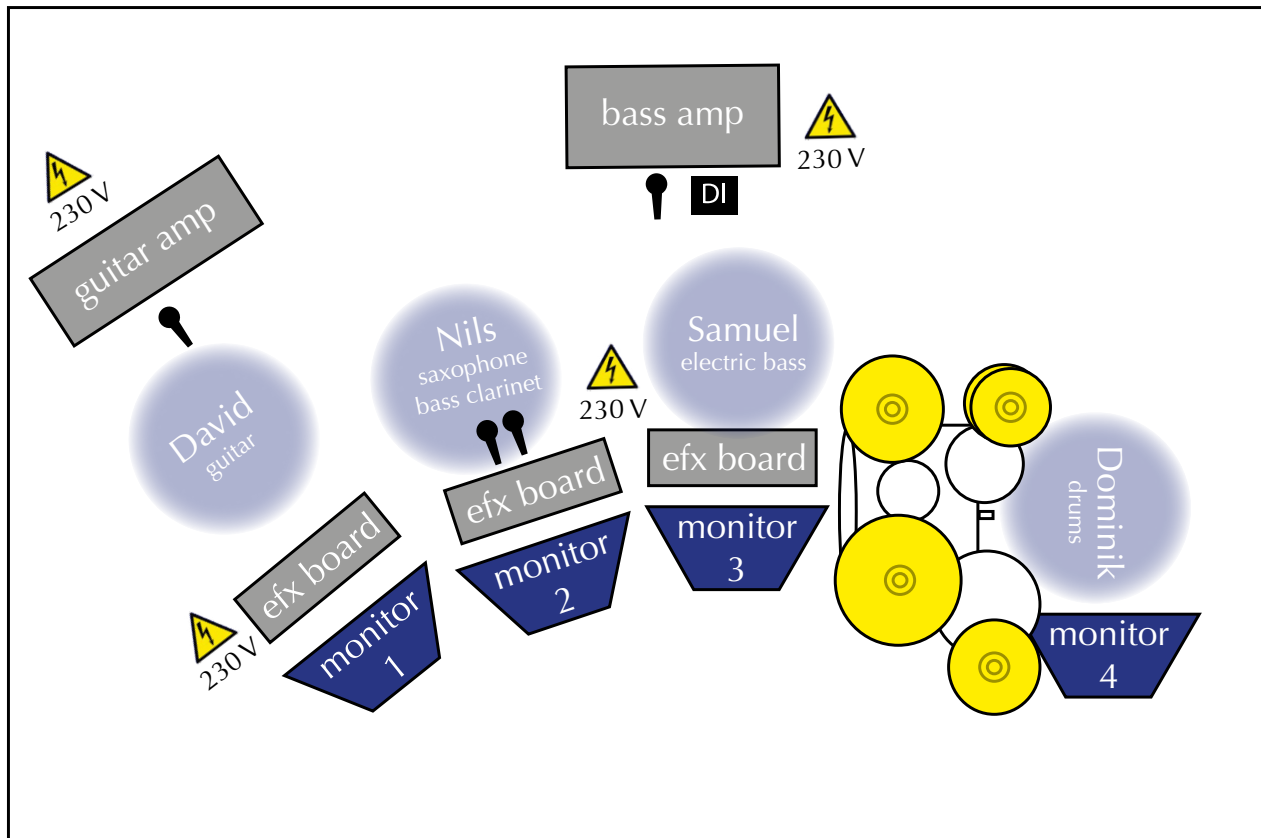 bass amp
230 V
DI
230 V
guitar amp
Nils
saxophone
bass clarinet
230 V
Samuel
electric bass
David
guitar
efx board
efx board
efx board
Dominik
drums
monitor
1
monitor
2
monitor
3
monitor
4
230 V